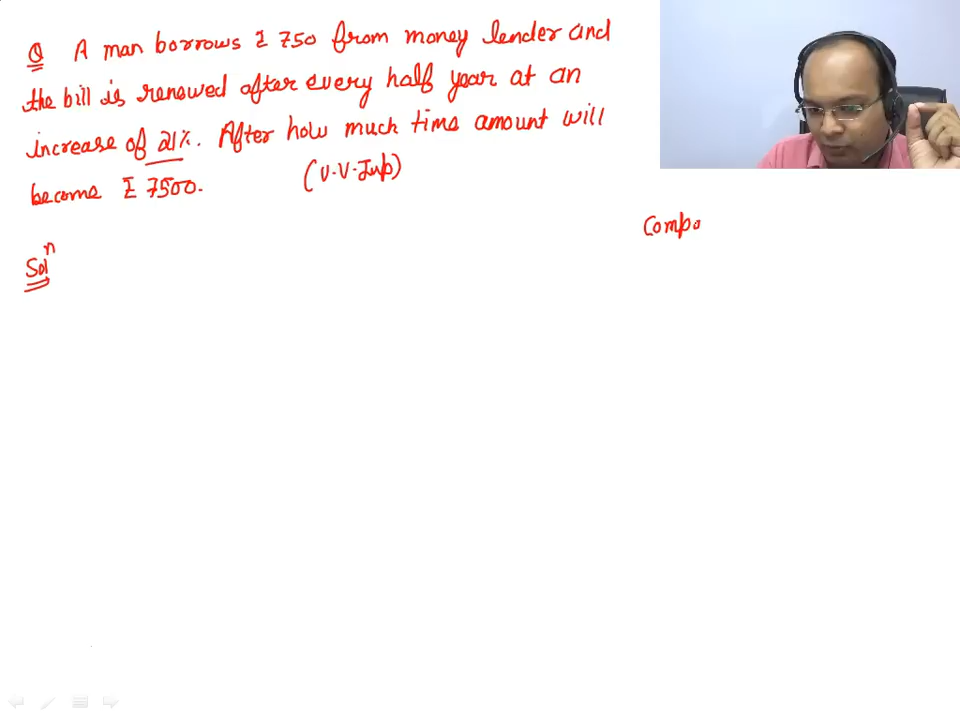 Q A man borrows ₹ 750 from money lender and
the bill is renewed after every half year at an
increase of 21%. After how much time amount will
become ₹ 7500. (V.V.Imp)
Compo
Solⁿ